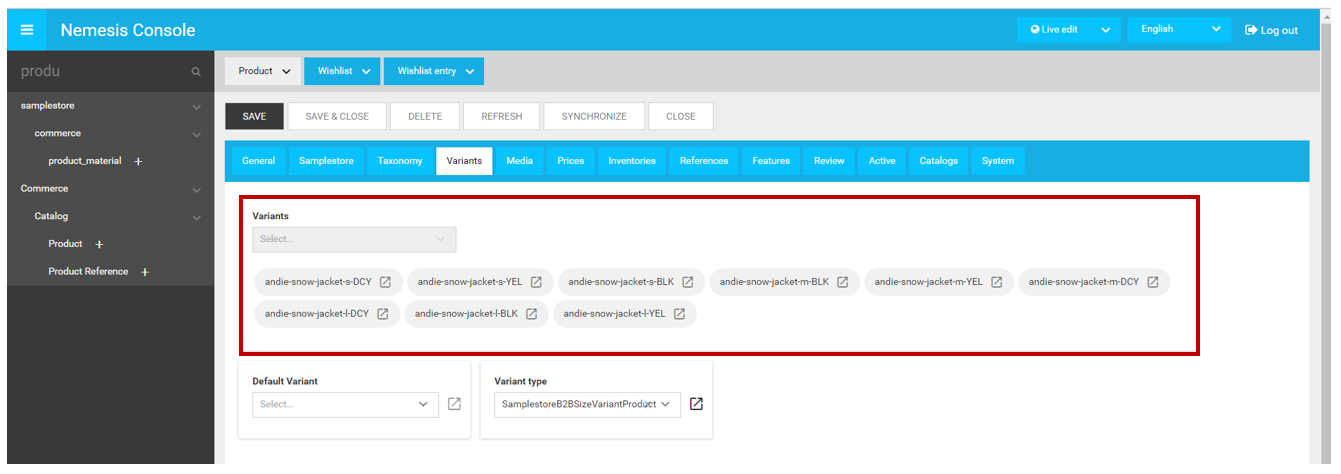 Nemesis Console
Live edit
English
Log out
produ
Product
Wishlist
Wishlist entry
samplestore
SAVE
SAVE & CLOSE
DELETE
REFRESH
SYNCHRONIZE
CLOSE
commerce
product_material +
General
Samplestore
Taxonomy
Variants
Media
Prices
Inventories
References
Features
Review
Active
Catalogs
System
Commerce
Catalog
Product +
Product Reference +
Variants
Select...
andie-snow-jacket-s-DCY
andie-snow-jacket-s-YEL
andie-snow-jacket-s-BLK
andie-snow-jacket-m-BLK
andie-snow-jacket-m-YEL
andie-snow-jacket-m-DCY
andie-snow-jacket-l-DCY
andie-snow-jacket-l-BLK
andie-snow-jacket-l-YEL
Default Variant
Select...
Variant type
SamplestoreB2BSizeVariantProduct